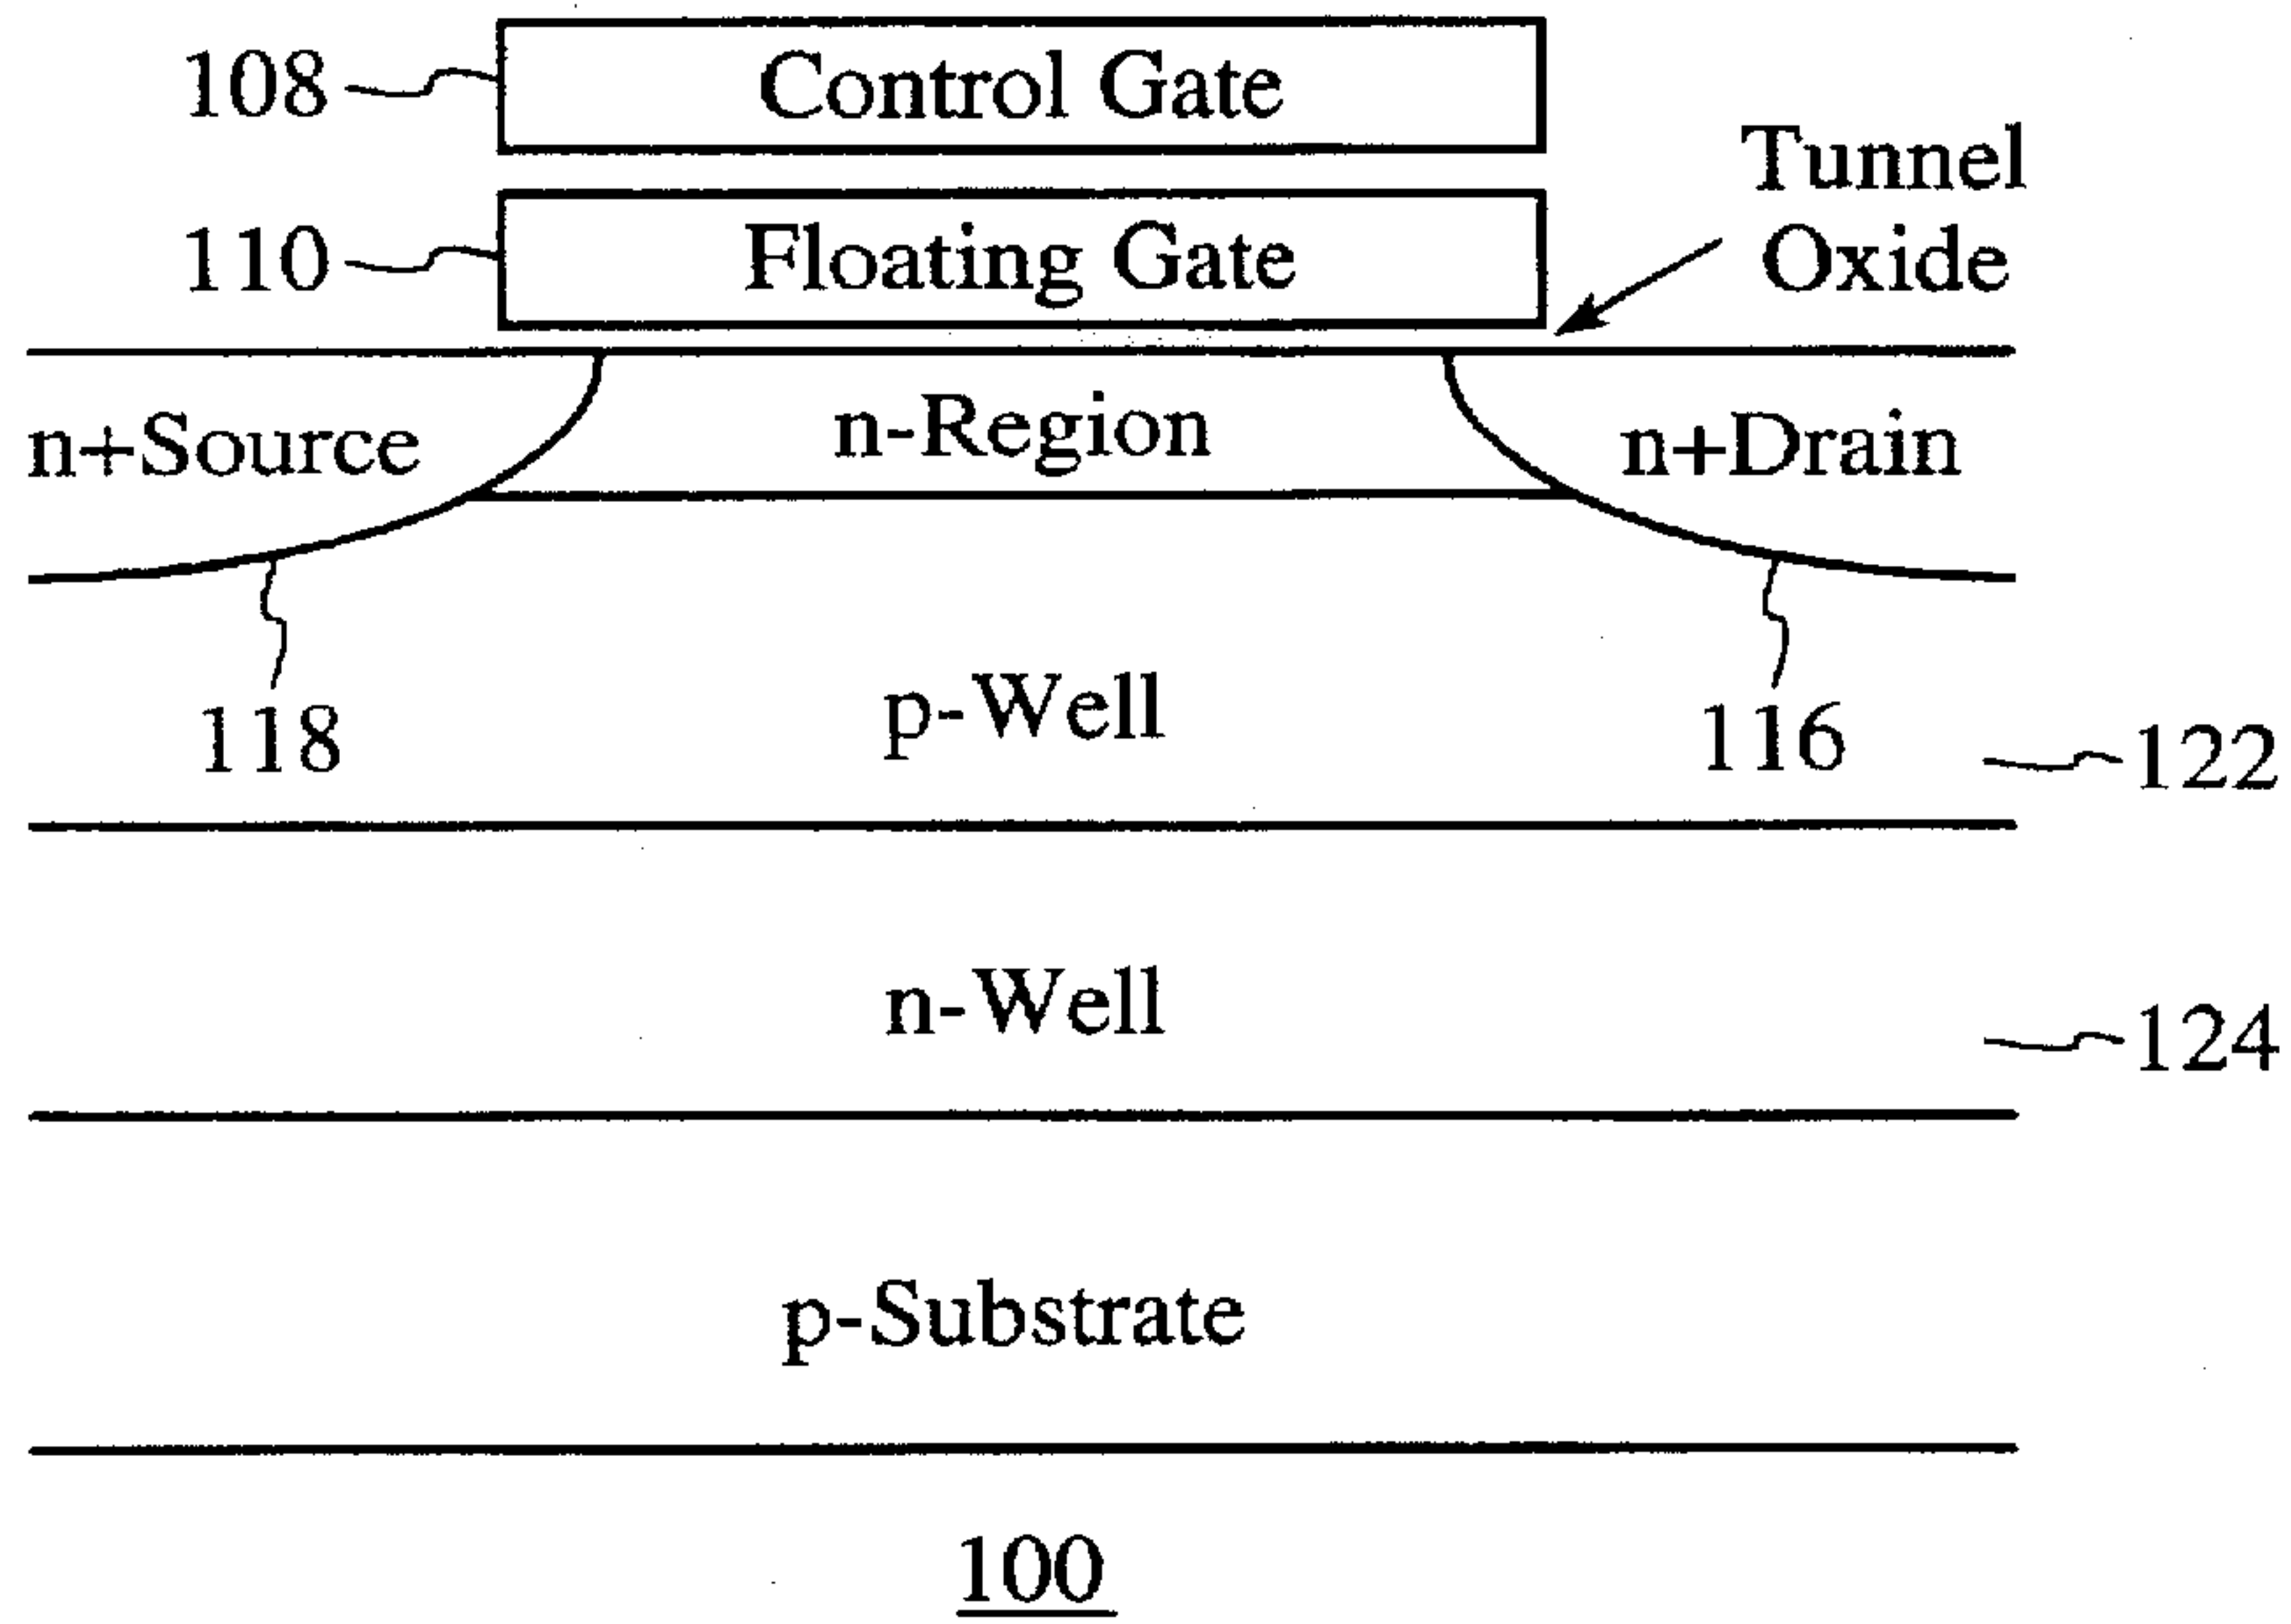 108
Control Gate
Tunnel
Oxide
110
Floating Gate
n+Source
n-Region
n+Drain
118
p-Well
116
122
n-Well
124
p-Substrate
100